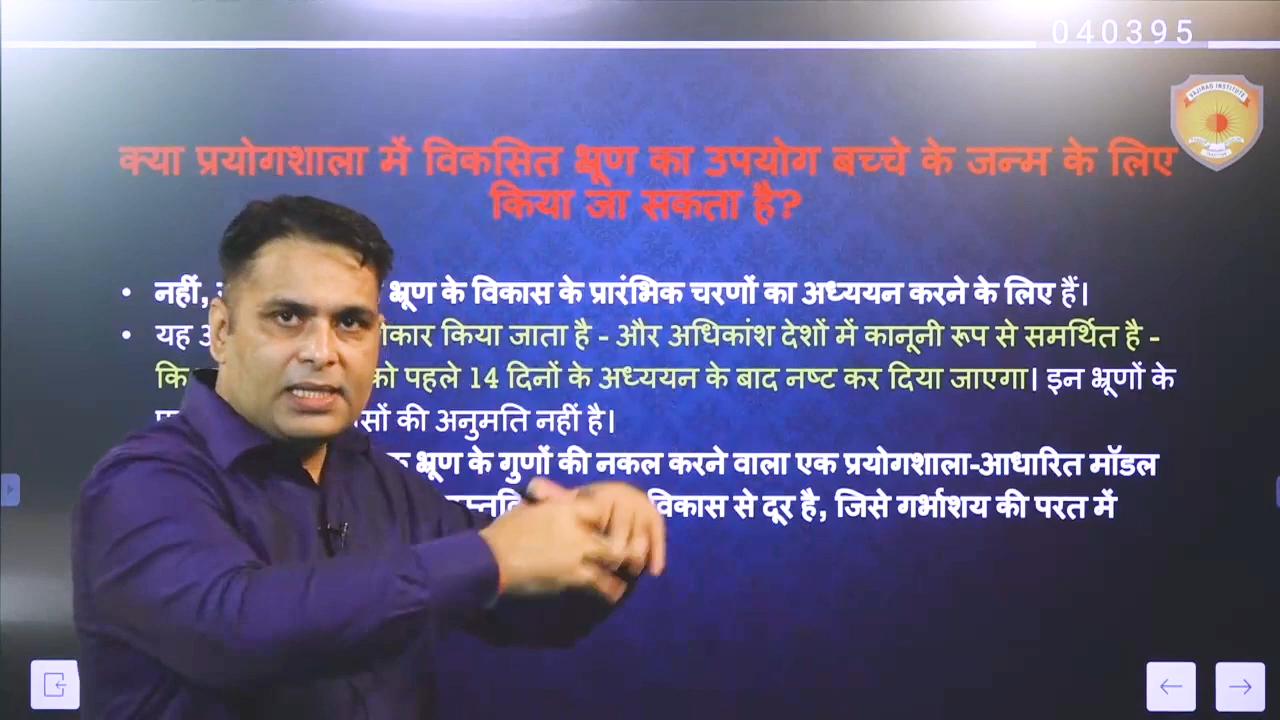 040395
VAJIRAO INSTITUTE
क्या प्रयोगशाला में विकसित भ्रूण का उपयोग बच्चे के जन्म के लिए
किया जा सकता है?
• नहीं, भ्रूण के विकास के प्रारंभिक चरणों का अध्ययन करने के लिए हैं।
• यह किया जाता है - और अधिकांश देशों में कानूनी रूप से समर्थित है -
कि को पहले 14 दिनों के अध्ययन के बाद नष्ट कर दिया जाएगा। इन भ्रूणों के
की अनुमति नहीं है।
भ्रूण के गुणों की नकल करने वाला एक प्रयोगशाला-आधारित मॉडल
विकास से दूर है, जिसे गर्भाशय की परत में